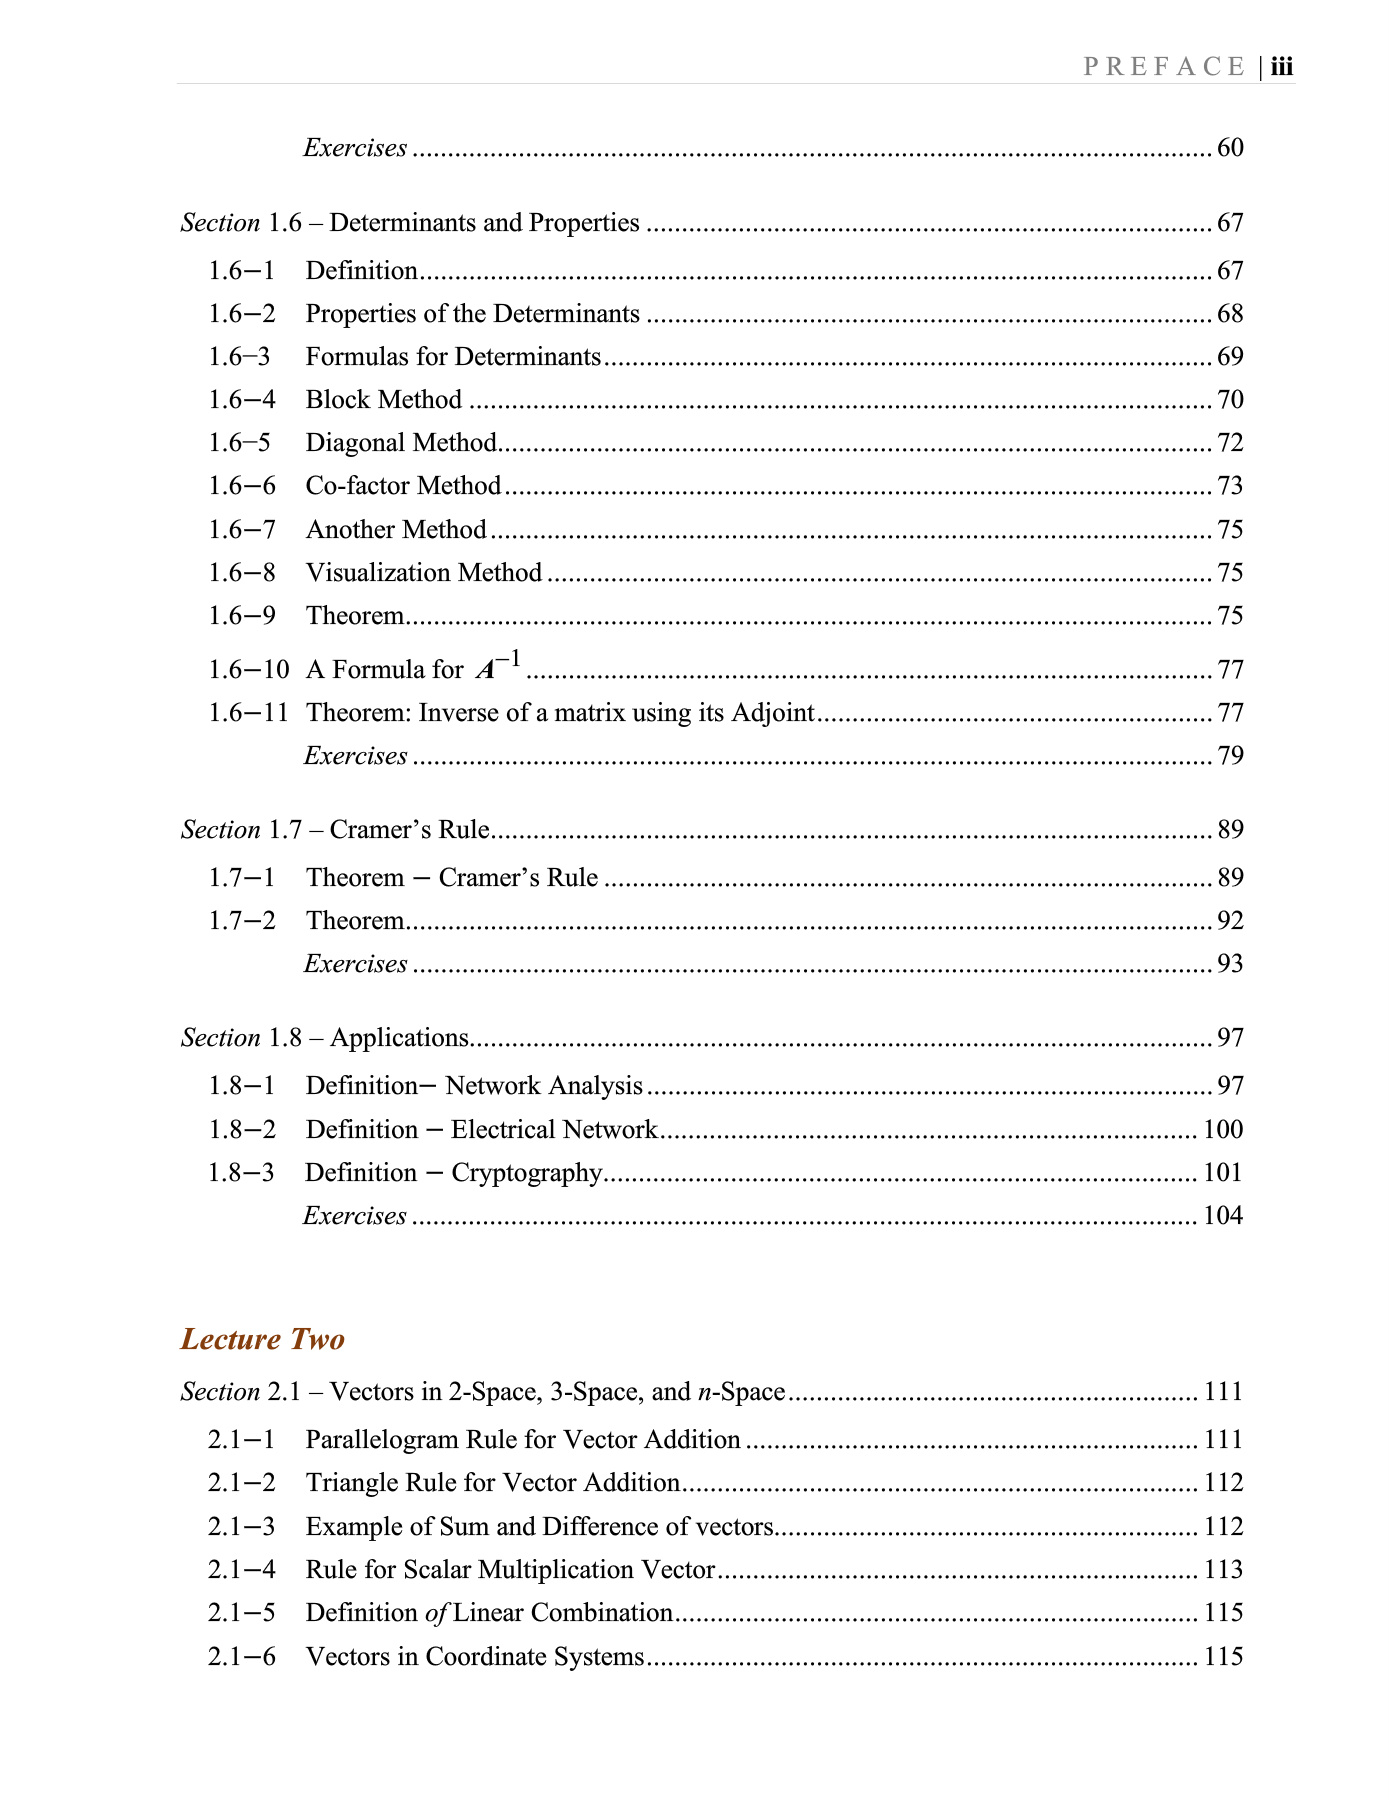 PREFACE | iii
Exercises ........ 60
Section 1.6 – Determinants and Properties ........ 67
1.6−1 Definition ........ 67
1.6−2 Properties of the Determinants ........ 68
1.6−3 Formulas for Determinants ........ 69
1.6−4 Block Method ........ 70
1.6−5 Diagonal Method ........ 72
1.6−6 Co-factor Method ........ 73
1.6−7 Another Method ........ 75
1.6−8 Visualization Method ........ 75
1.6−9 Theorem ........ 75
1.6−10 A Formula for A⁻¹ ........ 77
1.6−11 Theorem: Inverse of a matrix using its Adjoint ........ 77
Exercises ........ 79
Section 1.7 – Cramer’s Rule ........ 89
1.7−1 Theorem − Cramer’s Rule ........ 89
1.7−2 Theorem ........ 92
Exercises ........ 93
Section 1.8 – Applications ........ 97
1.8−1 Definition− Network Analysis ........ 97
1.8−2 Definition − Electrical Network ........ 100
1.8−3 Definition − Cryptography ........ 101
Exercises ........ 104
Lecture Two
Section 2.1 – Vectors in 2-Space, 3-Space, and n-Space ........ 111
2.1−1 Parallelogram Rule for Vector Addition ........ 111
2.1−2 Triangle Rule for Vector Addition ........ 112
2.1−3 Example of Sum and Difference of vectors ........ 112
2.1−4 Rule for Scalar Multiplication Vector ........ 113
2.1−5 Definition of Linear Combination ........ 115
2.1−6 Vectors in Coordinate Systems ........ 115